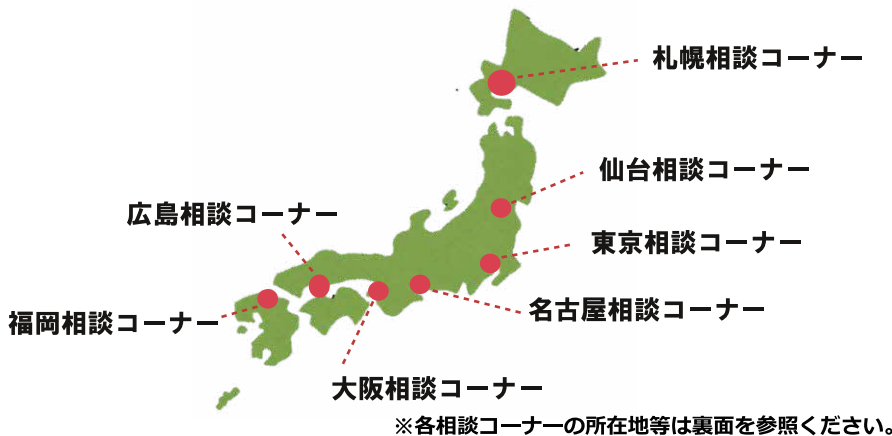 札幌相談コーナー
仙台相談コーナー
広島相談コーナー
東京相談コーナー
名古屋相談コーナー
福岡相談コーナー
大阪相談コーナー
※各相談コーナーの所在地等は裏面を参照ください。